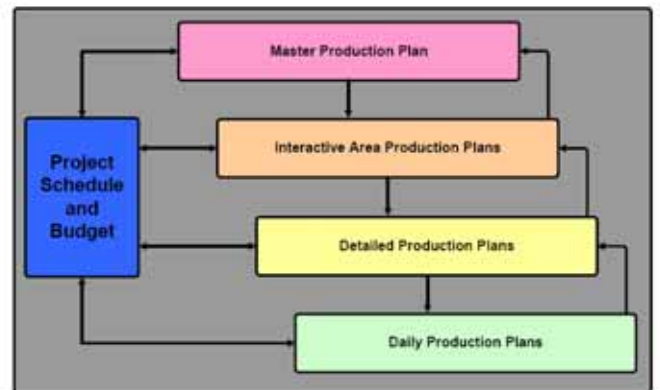 Master Production Plan
Interactive Area Production Plans
Project
Schedule
and
Budget
Detailed Production Plans
Daily Production Plans